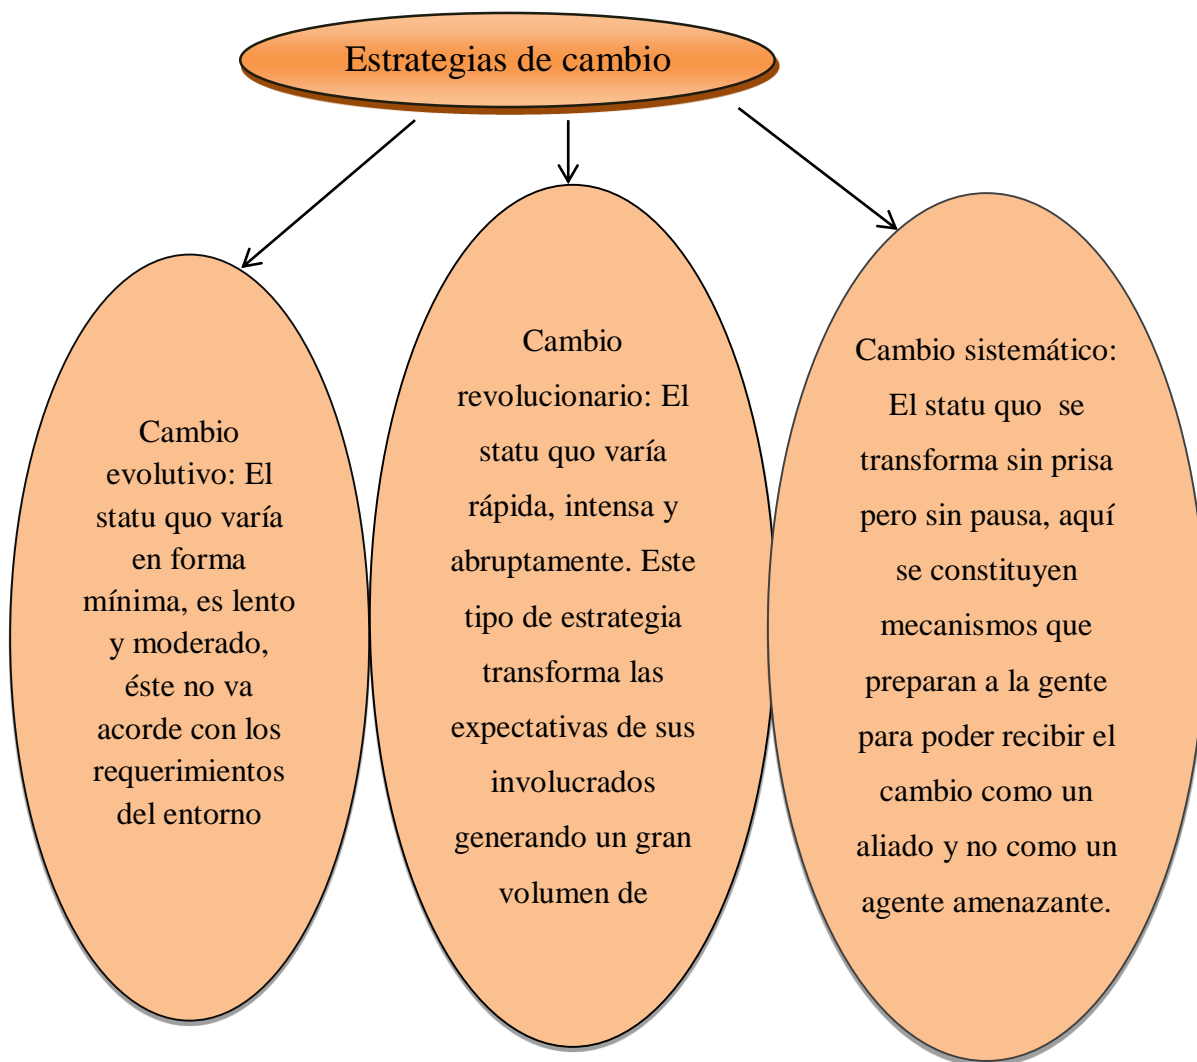 Estrategias de cambio
Cambio
evolutivo: El
statu quo varía
en forma
mínima, es lento
y moderado,
éste no va
acorde con los
requerimientos
del entorno
Cambio
revolucionario: El
statu quo varía
rápida, intensa y
abruptamente. Este
tipo de estrategia
transforma las
expectativas de sus
involucrados
generando un gran
volumen de
Cambio sistemático:
El statu quo  se
transforma sin prisa
pero sin pausa, aquí
se constituyen
mecanismos que
preparan a la gente
para poder recibir el
cambio como un
aliado y no como un
agente amenazante.